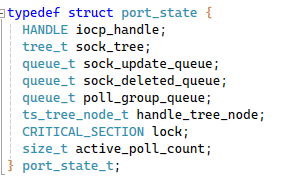 typedef struct port_state {
HANDLE iocp_handle;
tree_t sock_tree;
queue_t sock_update_queue;
queue_t sock_deleted_queue;
queue_t poll_group_queue;
ts_tree_node_t handle_tree_node;
CRITICAL_SECTION lock;
size_t active_poll_count;
} port_state_t;